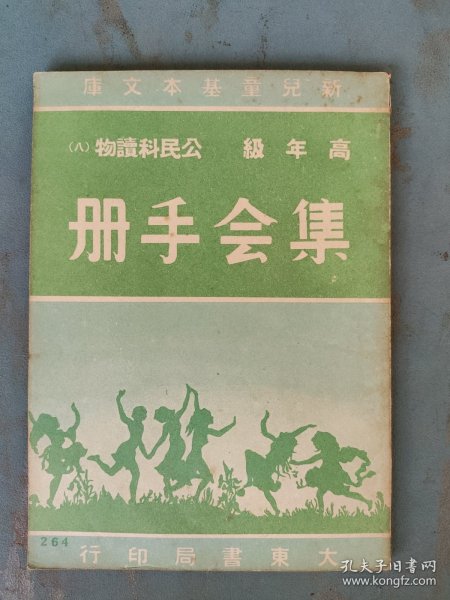 新兒童基本文庫
高年級 公民科讀物(八)
集会手册
264
大東書局印行
孔夫子旧书网
www.kongfz.com